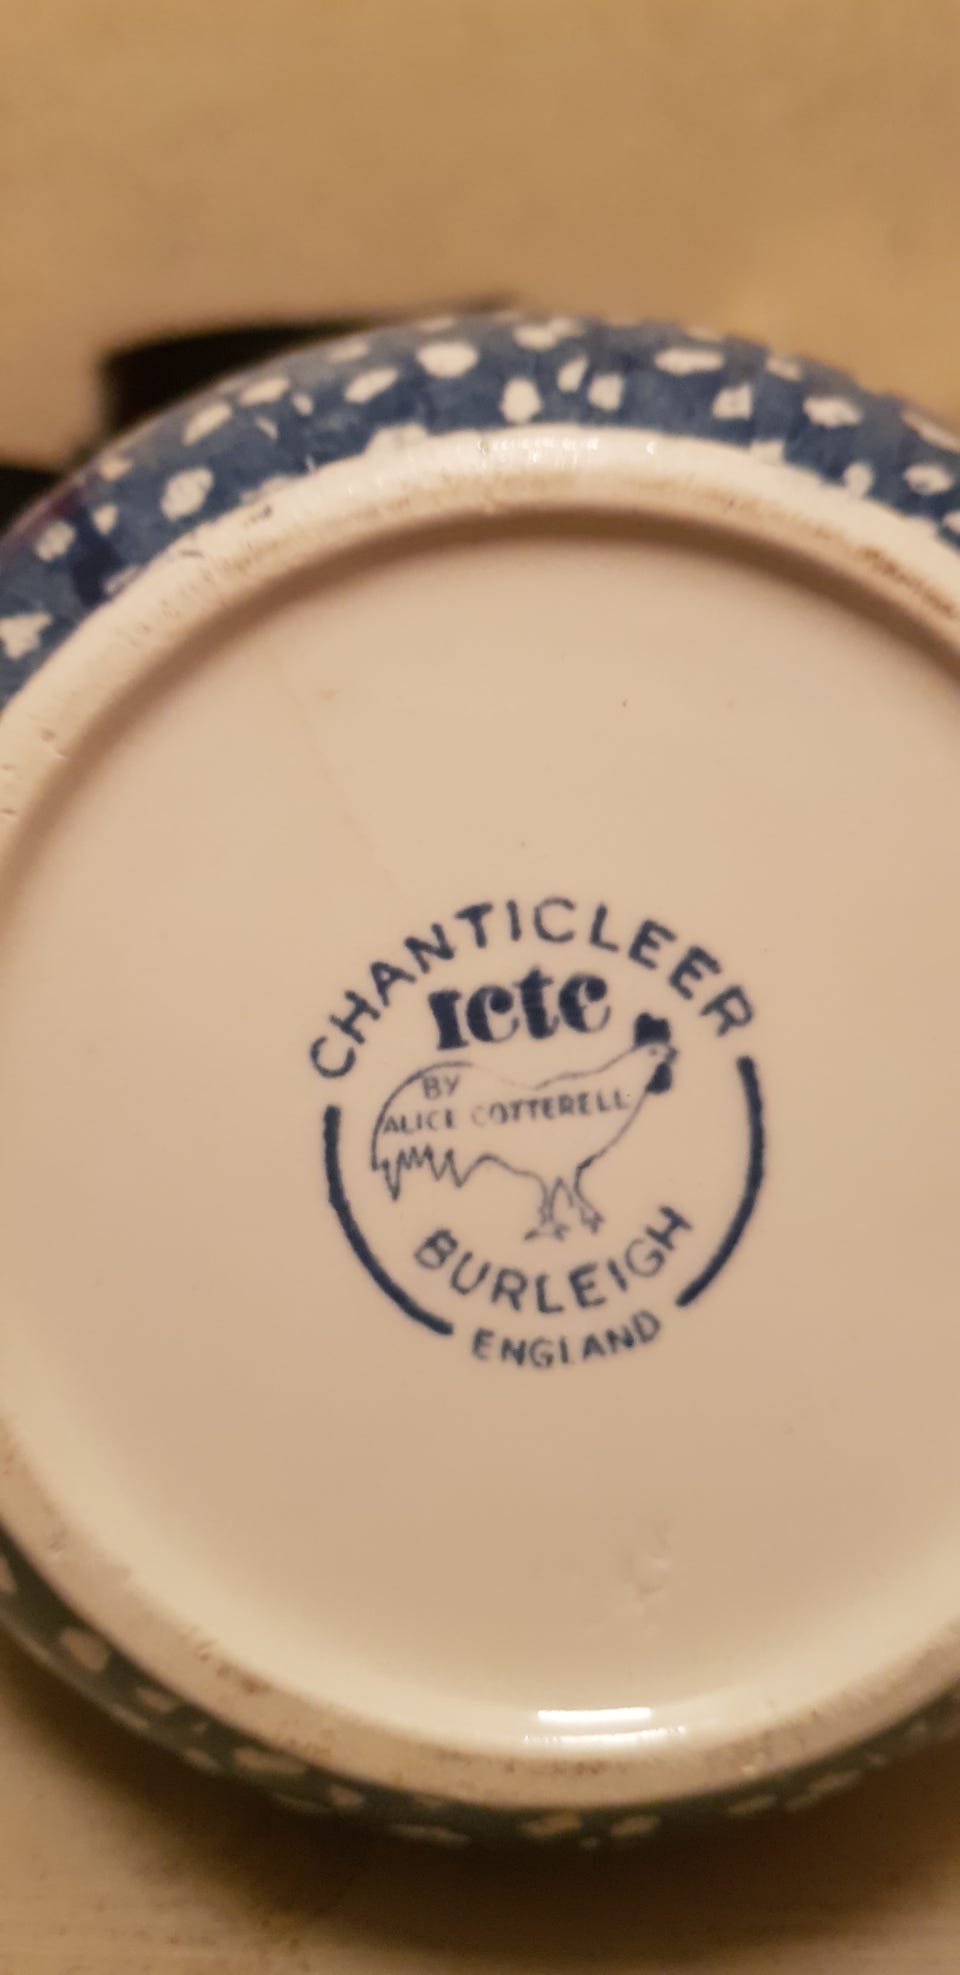 CHANTICLEER
ICTC
BY
ALICE COTTERELL
BURLEIGH
ENGLAND